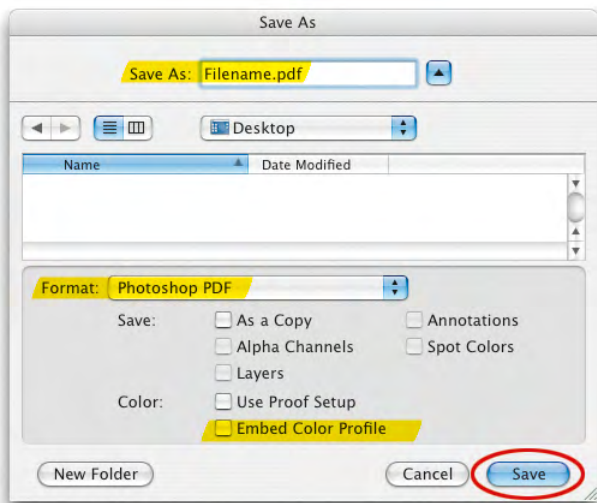 Save As
Save As: Filename.pdf
Desktop
Name Date Modified
Format: Photoshop PDF
Save: As a Copy Annotations
Alpha Channels Spot Colors
Layers
Color: Use Proof Setup
Embed Color Profile
New Folder Cancel Save